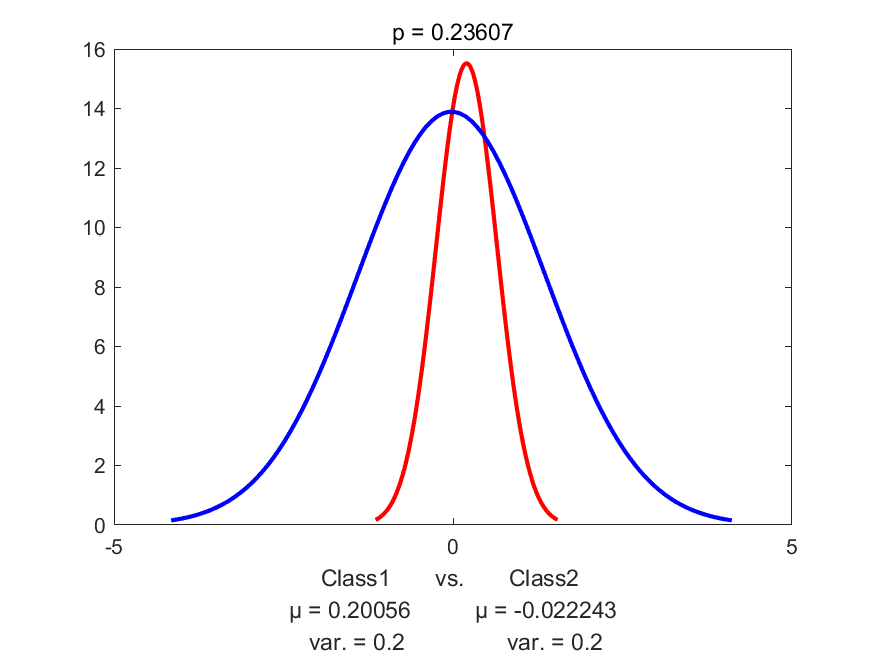 p = 0.23607
16
14
12
10
8
6
4
2
0
-5 0 5
Class1 vs. Class2
μ = 0.20056 μ = -0.022243
var. = 0.2 var. = 0.2